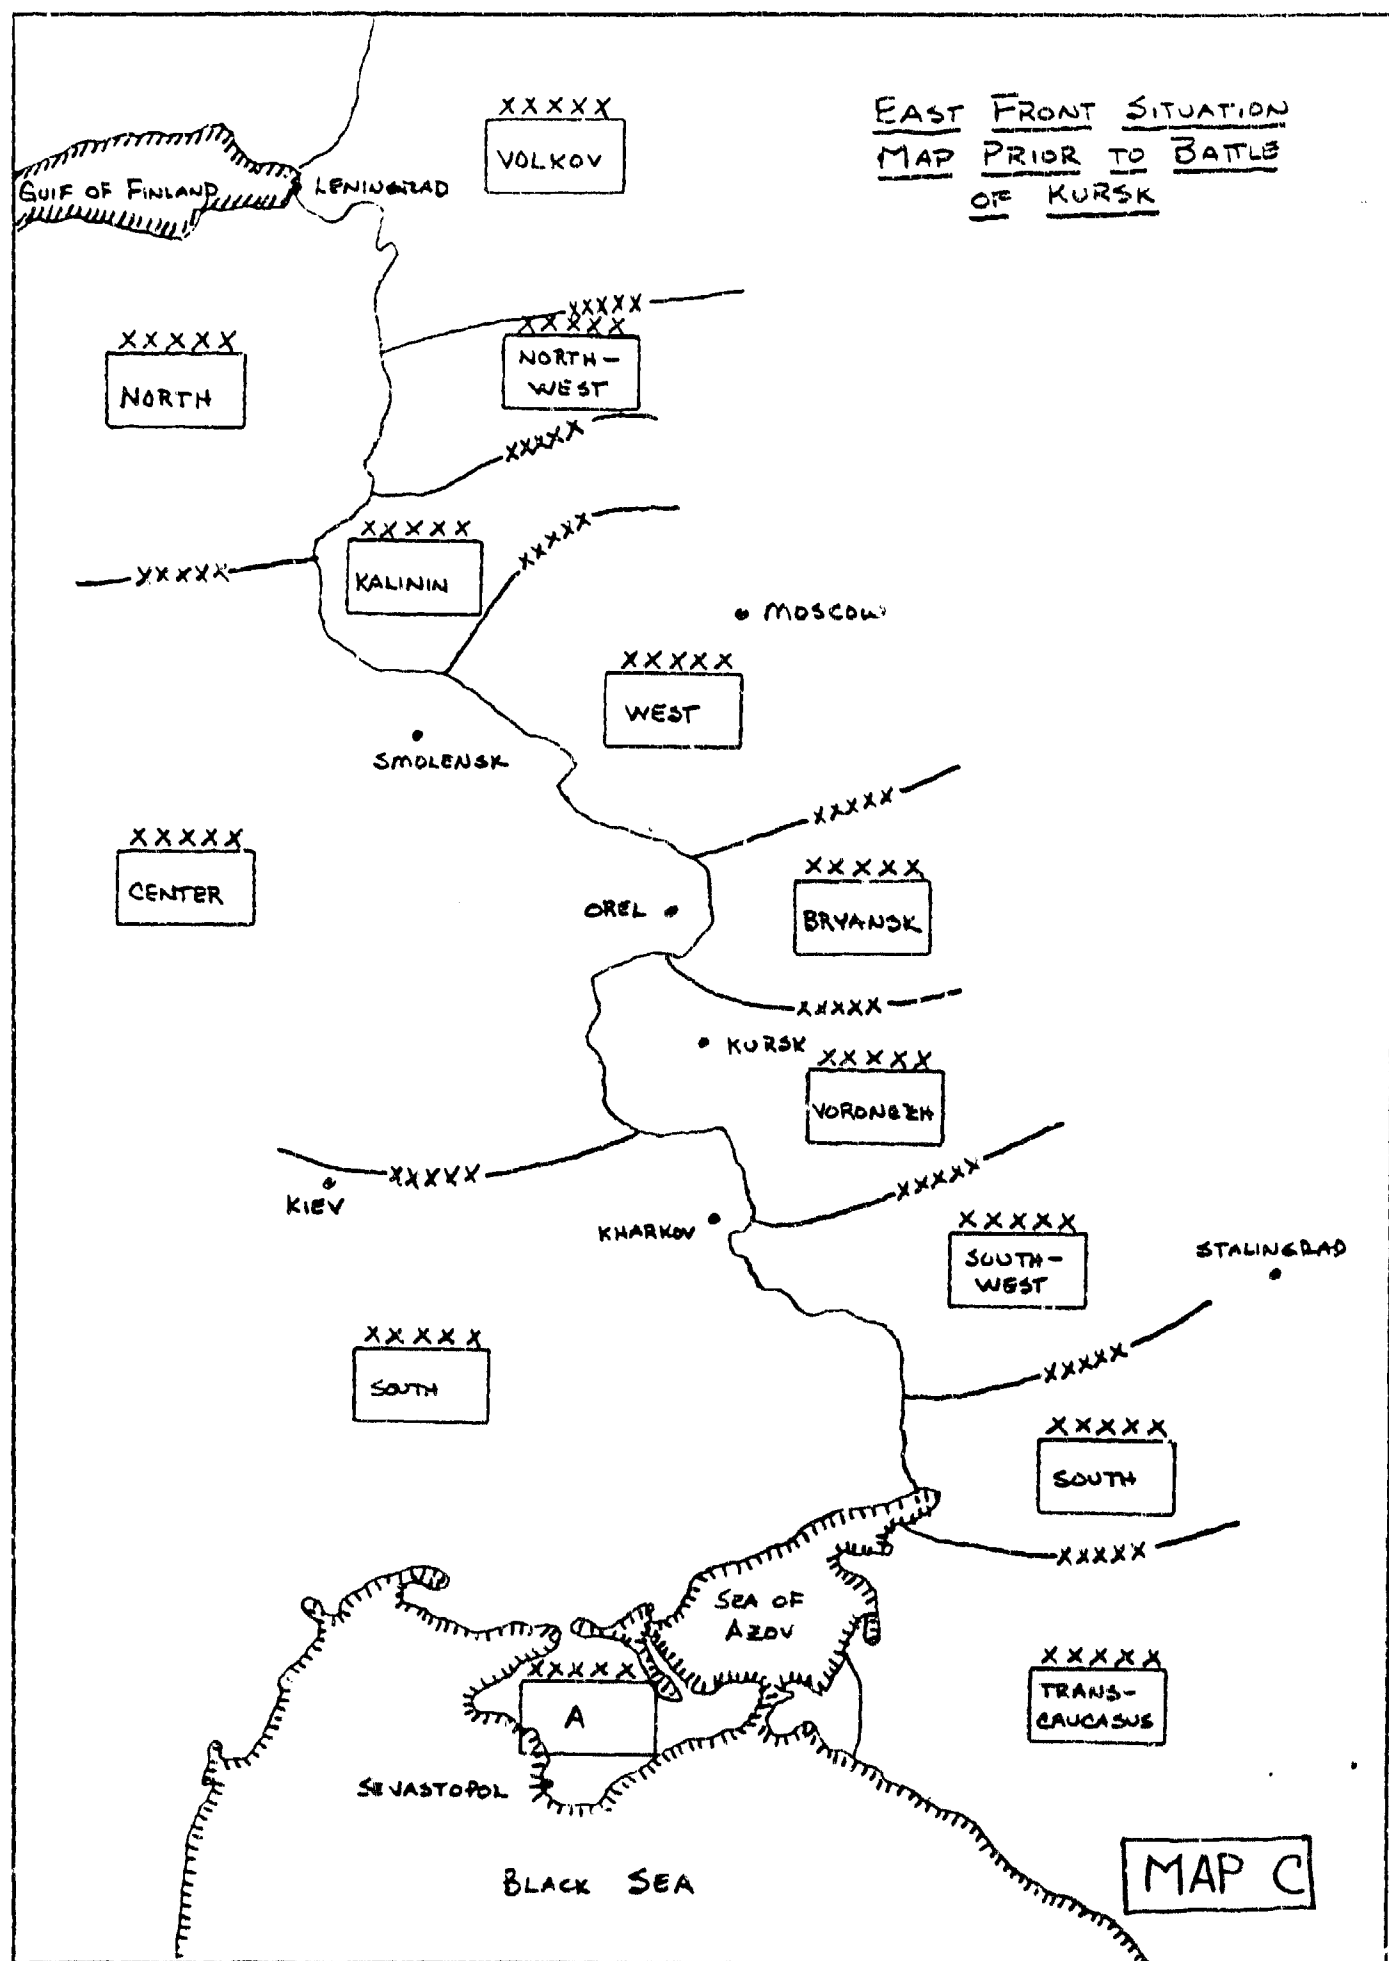 EAST FRONT SITUATION
MAP PRIOR TO BATTLE
OF KURSK
XXXXX
VOLKOV
GULF OF FINLAND
LENINGRAD
XXXXX
XXXXX
NORTH-
WEST
XXXXX
NORTH
XXXXX
XXXXX
KALININ
XXXXX
XXXXX
MOSCOW
XXXXX
WEST
SMOLENSK
XXXXX
XXXXX
CENTER
XXXXX
BRYANSK
OREL
XXXXX
KURSK
XXXXX
VORONEZH
XXXXX
KIEV
XXXXX
KHARKOV
XXXXX
SOUTH-
WEST
STALINGRAD
XXXXX
SOUTH
XXXXX
XXXXX
SOUTH
XXXXX
SEA OF
AZOV
XXXXX
A
XXXXX
TRANS-
CAUCASUS
SEVASTOPOL
BLACK SEA
MAP C